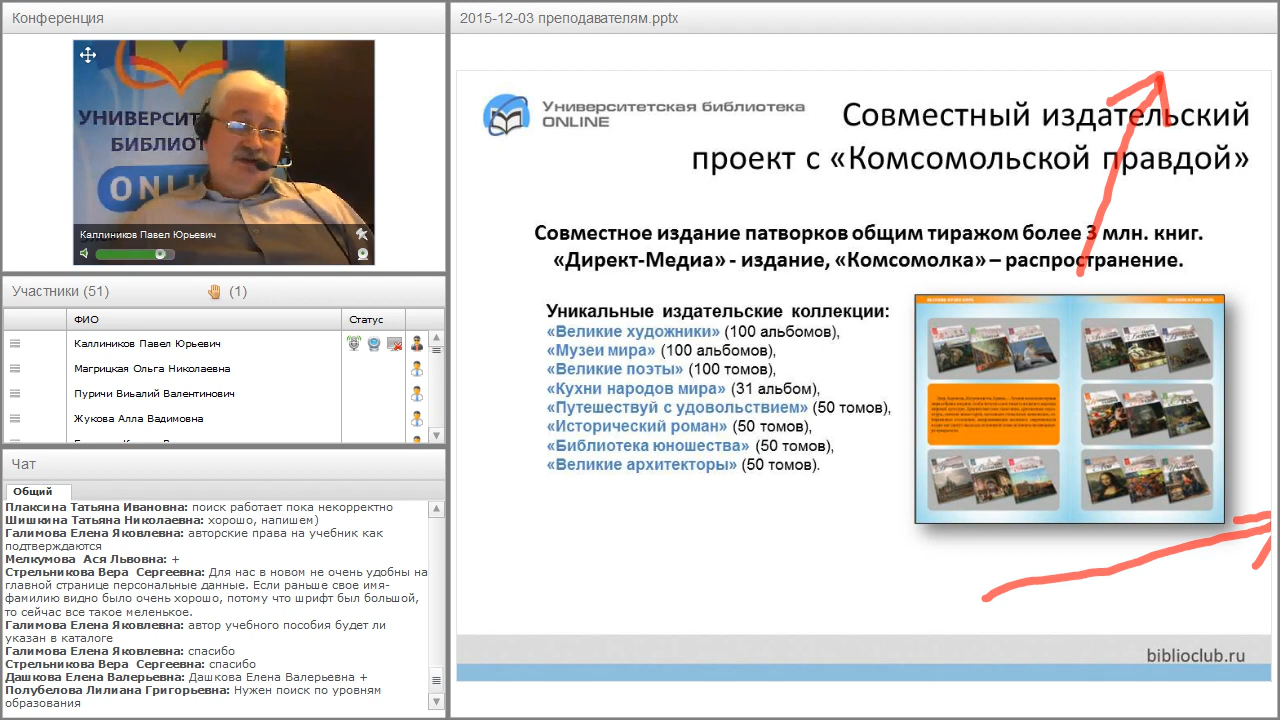 Конференция
УНИВЕРСИТ
БИБЛИОТ
ONLI
Каллиников Павел Юрьевич
Участники (51)
(1)
ФИО
Статус
Каллиников Павел Юрьевич
Магрицкая Ольга Николаевна
Пуричи Виьалий Валентинович
Жукова Алла Вадимовна
Чат
Общий
Плаксина Татьяна Ивановна: поиск работает пока некорректно
Шишкина Татьяна Николаевна: хорошо, напишем)
Галимова Елена Яковлевна: авторские права на учебник как
подтверждаются
Мелкумова Ася Львовна: +
Стрельникова Вера Сергеевна: Для нас в новом не очень удобны на
главной странице персональные данные. Если раньше свое имя-
фамилию видно было очень хорошо, потому что шрифт был большой,
то сейчас все такое меленькое.
Галимова Елена Яковлевна: автор учебного пособия будет ли
указан в каталоге
Галимова Елена Яковлевна: спасибо
Стрельникова Вера Сергеевна: спасибо
Дашкова Елена Валерьевна: Дашкова Елена Валерьевна +
Полубелова Лилиана Григорьевна: Нужен поиск по уровням
образования
2015-12-03 преподавателям.pptx
Университетская библиотека
ONLINE
Совместный издательский
проект с «Комсомольской правдой»
Совместное издание патворков общим тиражом более 3 млн. книг.
«Директ-Медиа» - издание, «Комсомолка» – распространение.
Уникальные издательские коллекции:
«Великие художники» (100 альбомов),
«Музеи мира» (100 альбомов),
«Великие поэты» (100 томов),
«Кухни народов мира» (31 альбом),
«Путешествуй с удовольствием» (50 томов),
«Исторический роман» (50 томов),
«Библиотека юношества» (50 томов),
«Великие архитекторы» (50 томов).
biblioclub.ru